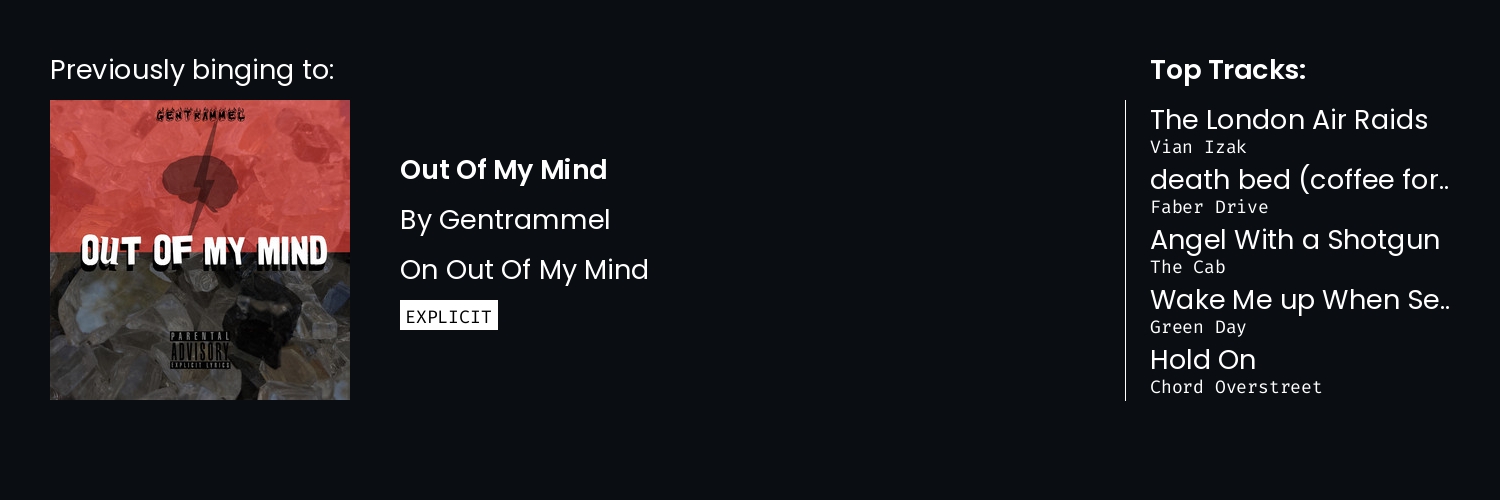 Previously binging to:
GENTRAMMEL
OUT OF MY MIND
PARENTAL
ADVISORY
EXPLICIT LYRICS
Out Of My Mind
By Gentrammel
On Out Of My Mind
EXPLICIT
Top Tracks:
The London Air Raids
Vian Izak
death bed (coffee for..
Faber Drive
Angel With a Shotgun
The Cab
Wake Me up When Se..
Green Day
Hold On
Chord Overstreet